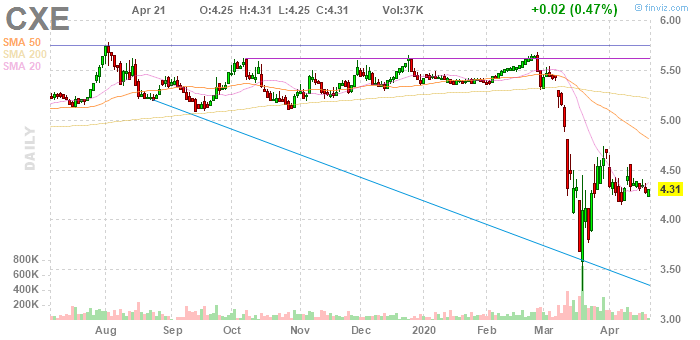 CXE Apr 21 O:4.25 H:4.31 L:4.25 C:4.31 Vol:37K +0.02 (0.47%)
© finviz.com
SMA 50
SMA 200
SMA 20
DAILY
6.00
5.50
5.00
4.50
4.31
4.00
3.50
3.00
800K
600K
400K
200K
Aug Sep Oct Nov Dec 2020 Feb Mar Apr